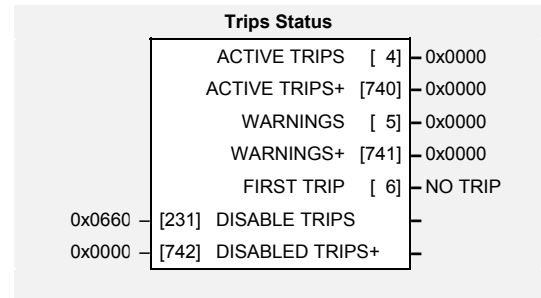 Trips Status
ACTIVE TRIPS [ 4] 0x0000
ACTIVE TRIPS+ [740] 0x0000
WARNINGS [ 5] 0x0000
WARNINGS+ [741] 0x0000
FIRST TRIP [ 6] NO TRIP
0x0660 [231] DISABLE TRIPS
0x0000 [742] DISABLED TRIPS+